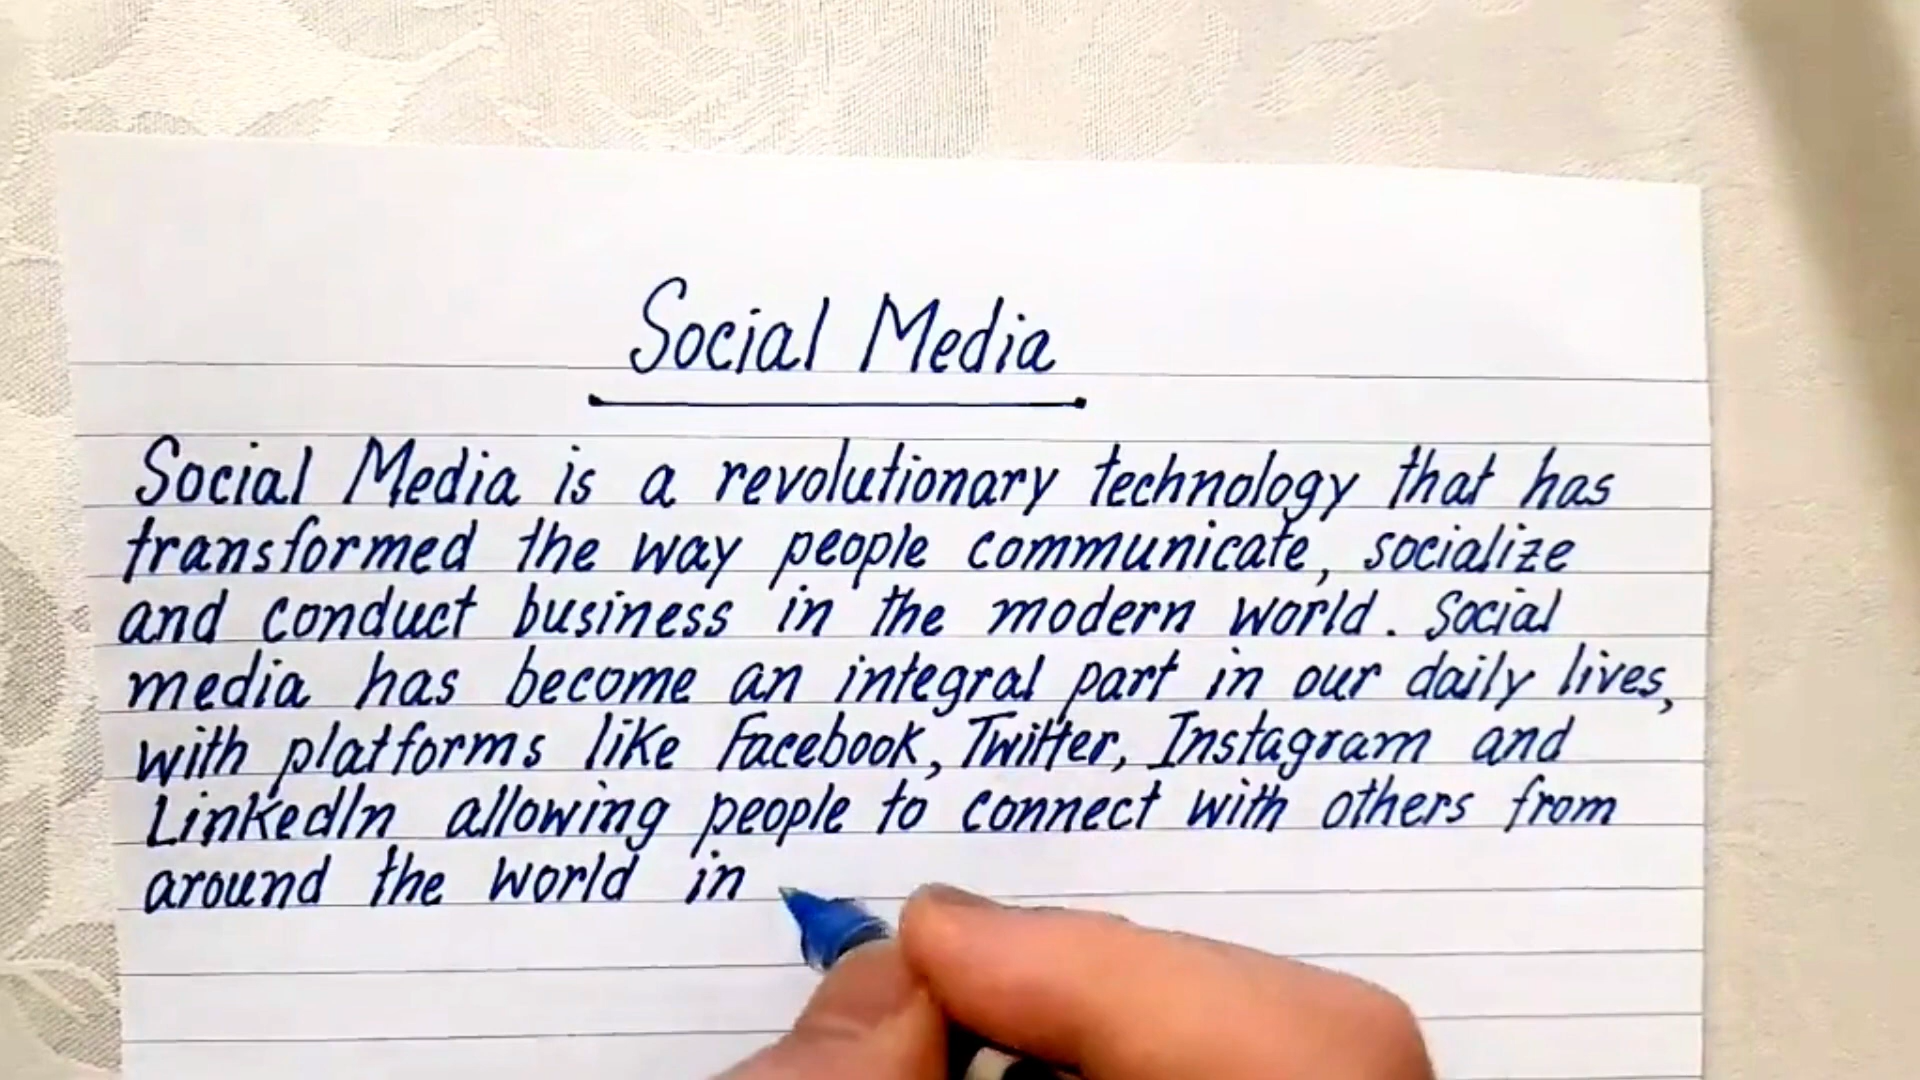 Social Media
Social Media is a revolutionary technology that has
transformed the way people communicate, socialize
and conduct business in the modern world. Social
media has become an integral part in our daily lives,
with platforms like Facebook, Twitter, Instagram and
LinkedIn allowing people to connect with others from
around the world in